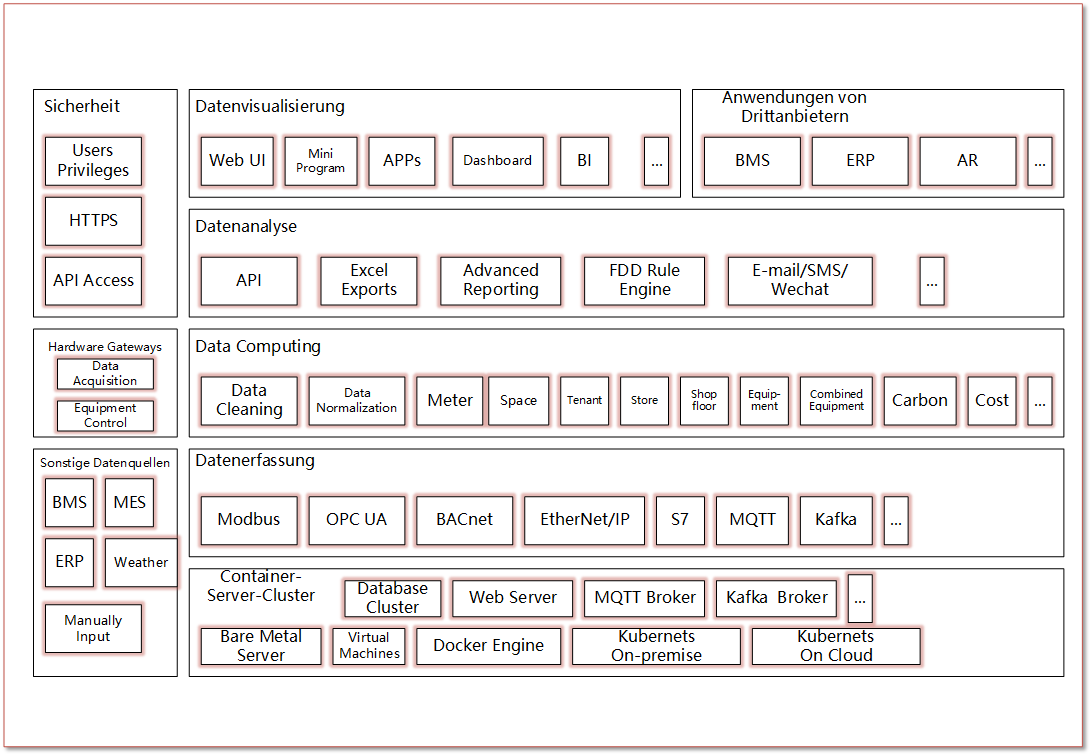 Sicherheit
Users
Privileges
HTTPS
API Access
Datenvisualisierung
Web UI
Mini
Program
APPs
Dashboard
BI
...
Anwendungen von
Drittanbietern
BMS
ERP
AR
...
Datenanalyse
API
Excel
Exports
Advanced
Reporting
FDD Rule
Engine
E-mail/SMS/
Wechat
...
Hardware Gateways
Data
Acquisition
Equipment
Control
Data Computing
Data
Cleaning
Data
Normalization
Meter
Space
Tenant
Store
Shop
floor
Equip-
ment
Combined
Equipment
Carbon
Cost
...
Sonstige Datenquellen
BMS
MES
ERP
Weather
Manually
Input
Datenerfassung
Modbus
OPC UA
BACnet
EtherNet/IP
S7
MQTT
Kafka
...
Container-
Server-Cluster
Database
Cluster
Web Server
MQTT Broker
Kafka  Broker
...
Bare Metal
Server
Virtual
Machines
Docker Engine
Kubernets
On-premise
Kubernets
On Cloud